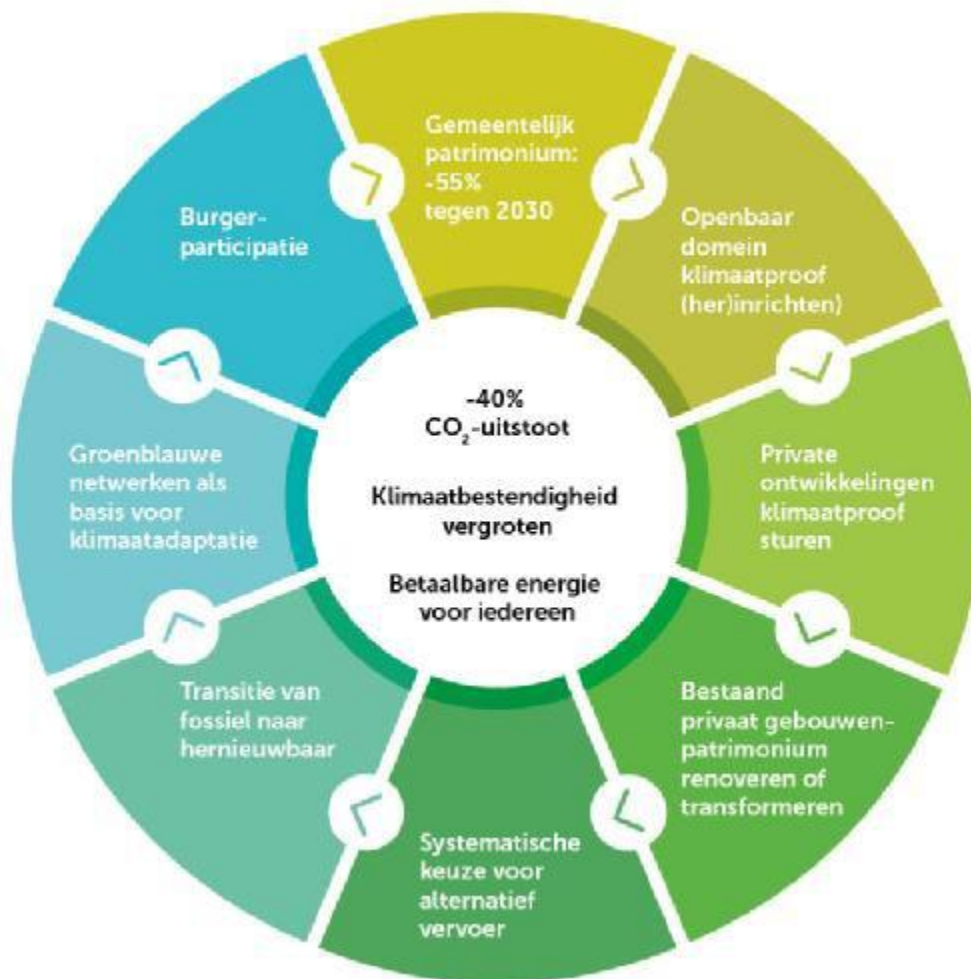 Gemeentelijk
patrimonium:
-55%
tegen 2030
Openbaar
domein
klimaatproof
(her)inrichten)
Private
ontwikkelingen
klimaatproof
sturen
Bestaand
privaat gebouwen-
patrimonium
renoveren of
transformeren
Systematische
keuze voor
alternatief
vervoer
Transitie van
fossiel naar
hernieuwbaar
Groenblauwe
netwerken als
basis voor
klimaatadaptatie
Burger-
participatie
-40%
CO₂-uitstoot
Klimaatbestendigheid
vergroten
Betaalbare energie
voor iedereen